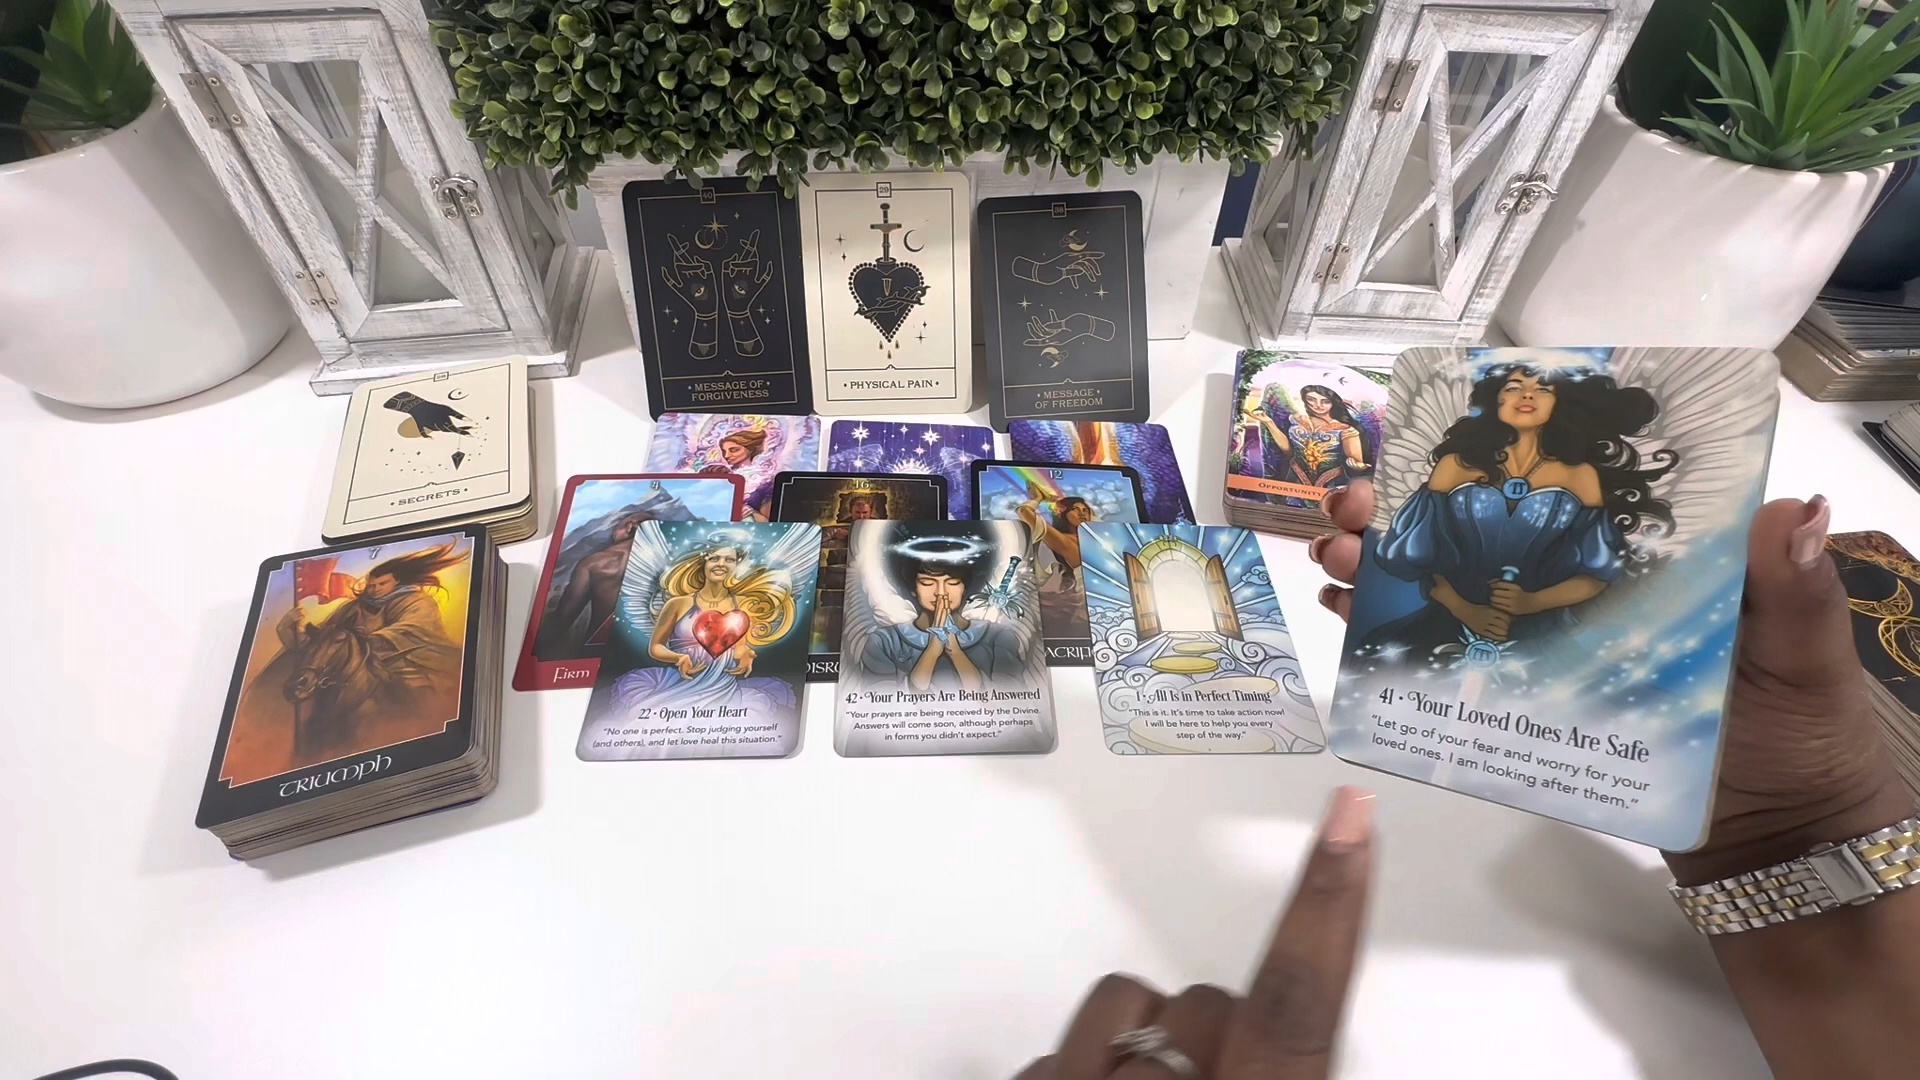 40
• MESSAGE OF •
FORGIVENESS
29
• PHYSICAL PAIN •
38
• MESSAGE •
OF FREEDOM
• SECRETS •
7
TRIUMPH
4
FIRM
16
12
OPPORTUNITY
22 • Open Your Heart
"No one is perfect. Stop judging yourself
(and others), and let love heal this situation."
42 • Your Prayers Are Being Answered
"Your prayers are being received by the Divine.
Answers will come soon, although perhaps
in forms you didn't expect."
1 • All Is in Perfect Timing
"This is it. It's time to take action now!
I will be here to help you every
step of the way."
41 • Your Loved Ones Are Safe
"Let go of your fear and worry for your
loved ones. I am looking after them."